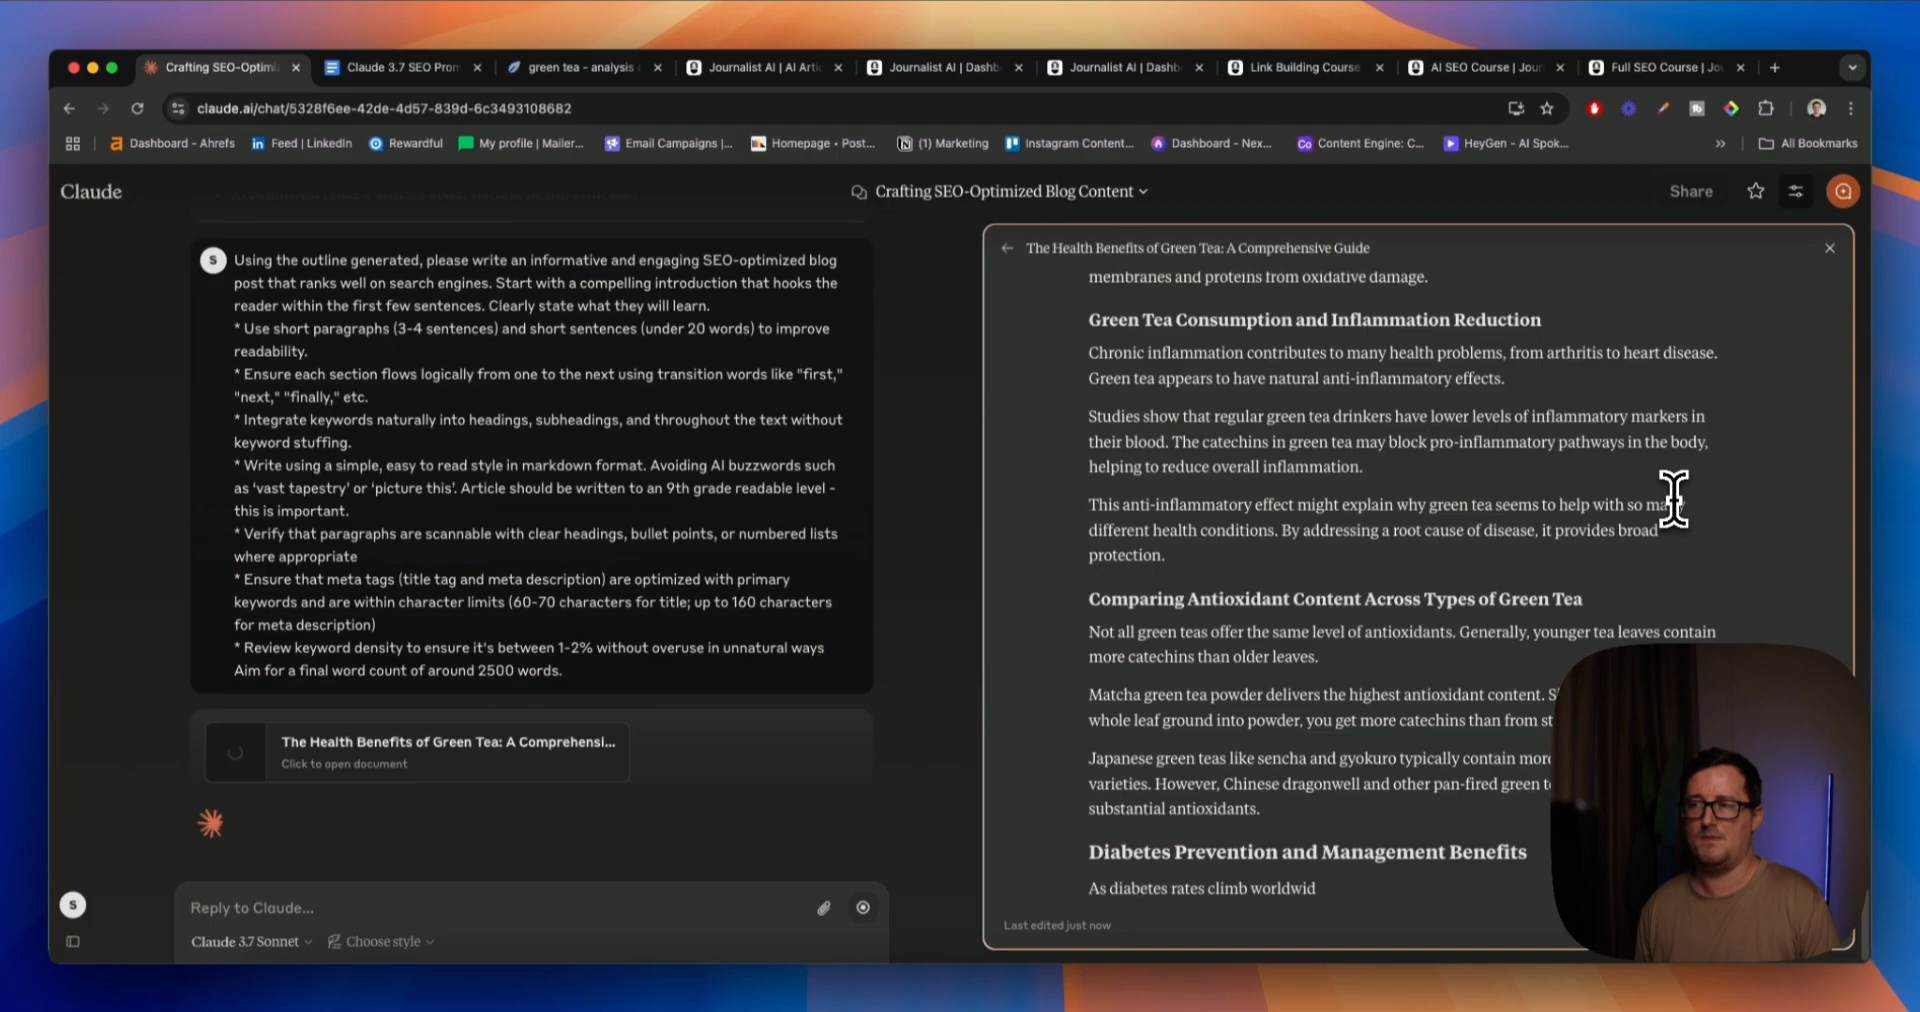 Crafting SEO-Optimi
Claude 3.7 SEO Prom
green tea - analysis
Journalist AI | AI Arti
Journalist AI | Dashb
Journalist AI | Dashb
Link Building Course
AI SEO Course | Jour
Full SEO Course | Jo
claude.ai/chat/5328f6ee-42de-4d57-839d-6c3493108682
Dashboard - Ahrefs
Feed | LinkedIn
Rewardful
My profile | Mailer...
Email Campaigns |...
Homepage • Post...
(1) Marketing
Instagram Content...
Dashboard - Nex...
Content Engine: C...
HeyGen - AI Spok...
All Bookmarks
Claude
Crafting SEO-Optimized Blog Content
Share
S
Using the outline generated, please write an informative and engaging SEO-optimized blog
post that ranks well on search engines. Start with a compelling introduction that hooks the
reader within the first few sentences. Clearly state what they will learn.
* Use short paragraphs (3-4 sentences) and short sentences (under 20 words) to improve
readability.
* Ensure each section flows logically from one to the next using transition words like "first,"
"next," "finally," etc.
* Integrate keywords naturally into headings, subheadings, and throughout the text without
keyword stuffing.
* Write using a simple, easy to read style in markdown format. Avoiding AI buzzwords such
as ‘vast tapestry’ or ‘picture this’. Article should be written to an 9th grade readable level -
this is important.
* Verify that paragraphs are scannable with clear headings, bullet points, or numbered lists
where appropriate
* Ensure that meta tags (title tag and meta description) are optimized with primary
keywords and are within character limits (60-70 characters for title; up to 160 characters
for meta description)
* Review keyword density to ensure it's between 1-2% without overuse in unnatural ways
Aim for a final word count of around 2500 words.
The Health Benefits of Green Tea: A Comprehensi...
Click to open document
Reply to Claude...
Claude 3.7 Sonnet
Choose style
S
The Health Benefits of Green Tea: A Comprehensive Guide
membranes and proteins from oxidative damage.
Green Tea Consumption and Inflammation Reduction
Chronic inflammation contributes to many health problems, from arthritis to heart disease.
Green tea appears to have natural anti-inflammatory effects.
Studies show that regular green tea drinkers have lower levels of inflammatory markers in
their blood. The catechins in green tea may block pro-inflammatory pathways in the body,
helping to reduce overall inflammation.
This anti-inflammatory effect might explain why green tea seems to help with so many
different health conditions. By addressing a root cause of disease, it provides broad
protection.
Comparing Antioxidant Content Across Types of Green Tea
Not all green teas offer the same level of antioxidants. Generally, younger tea leaves contain
more catechins than older leaves.
Matcha green tea powder delivers the highest antioxidant content.
whole leaf ground into powder, you get more catechins than from
Japanese green teas like sencha and gyokuro typically contain more
varieties. However, Chinese dragonwell and other pan-fired green
substantial antioxidants.
Diabetes Prevention and Management Benefits
As diabetes rates climb worldwid
Last edited just now